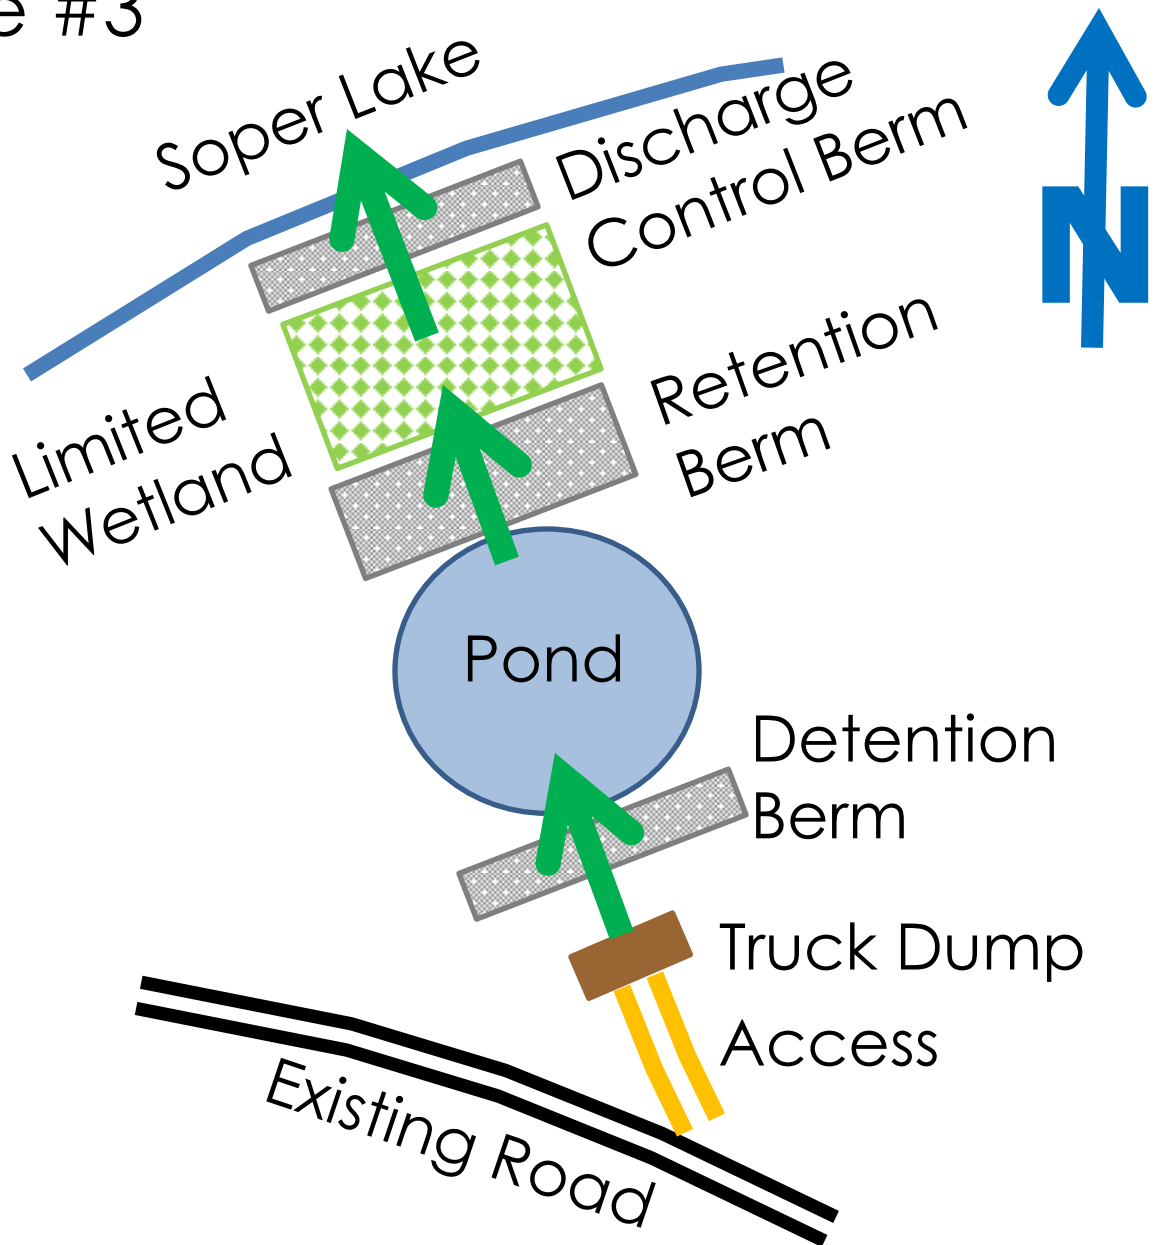 e #3
Soper Lake
Discharge
Control Berm
N
Retention
Berm
Limited
Wetland
Pond
Detention
Berm
Truck Dump
Access
Existing Road